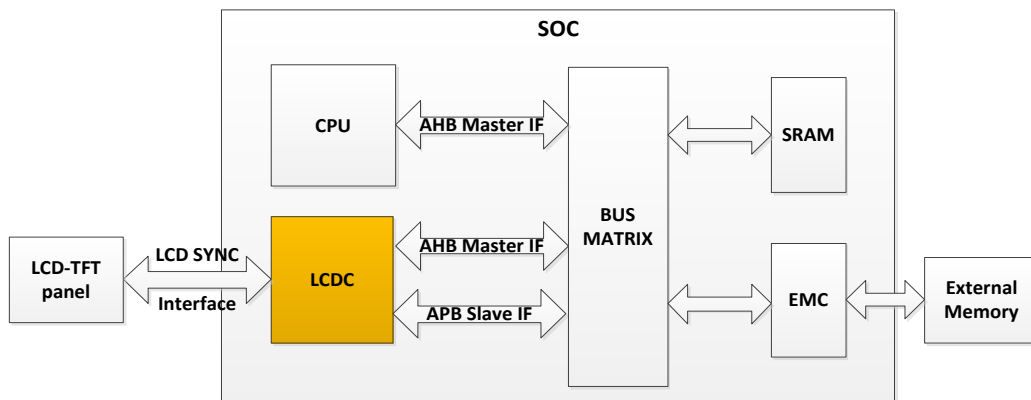 SOC
CPU
AHB Master IF
SRAM
BUS
MATRIX
LCD-TFT
panel
LCD SYNC
Interface
LCDC
AHB Master IF
APB Slave IF
EMC
External
Memory